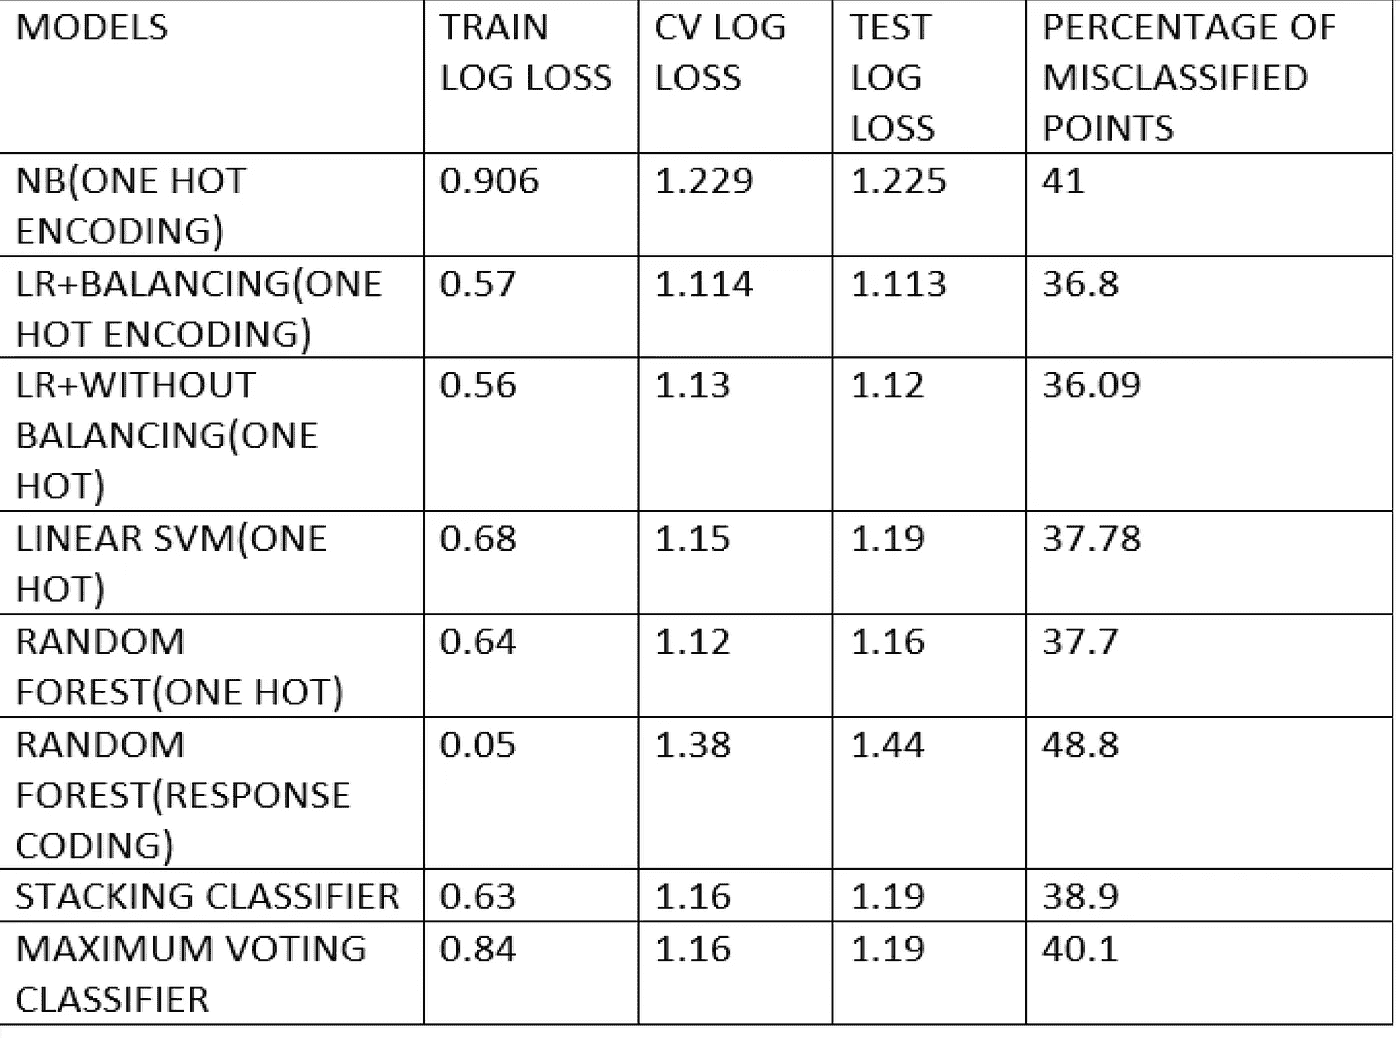 MODELS
TRAIN
LOG LOSS
CV LOG
LOSS
TEST
LOG
LOSS
PERCENTAGE OF
MISCLASSIFIED
POINTS
NB(ONE HOT
ENCODING)
0.906
1.229
1.225
41
LR+BALANCING(ONE
HOT ENCODING)
0.57
1.114
1.113
36.8
LR+WITHOUT
BALANCING(ONE
HOT)
0.56
1.13
1.12
36.09
LINEAR SVM(ONE
HOT)
0.68
1.15
1.19
37.78
RANDOM
FOREST(ONE HOT)
0.64
1.12
1.16
37.7
RANDOM
FOREST(RESPONSE
CODING)
0.05
1.38
1.44
48.8
STACKING CLASSIFIER
0.63
1.16
1.19
38.9
MAXIMUM VOTING
CLASSIFIER
0.84
1.16
1.19
40.1